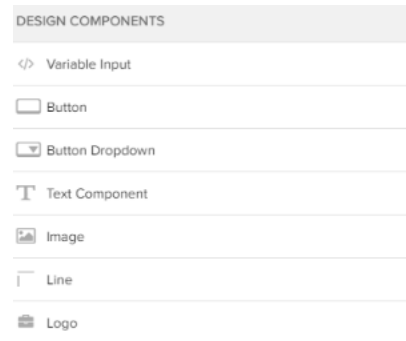 DESIGN COMPONENTS
</> Variable Input
Button
Button Dropdown
Text Component
Image
Line
Logo